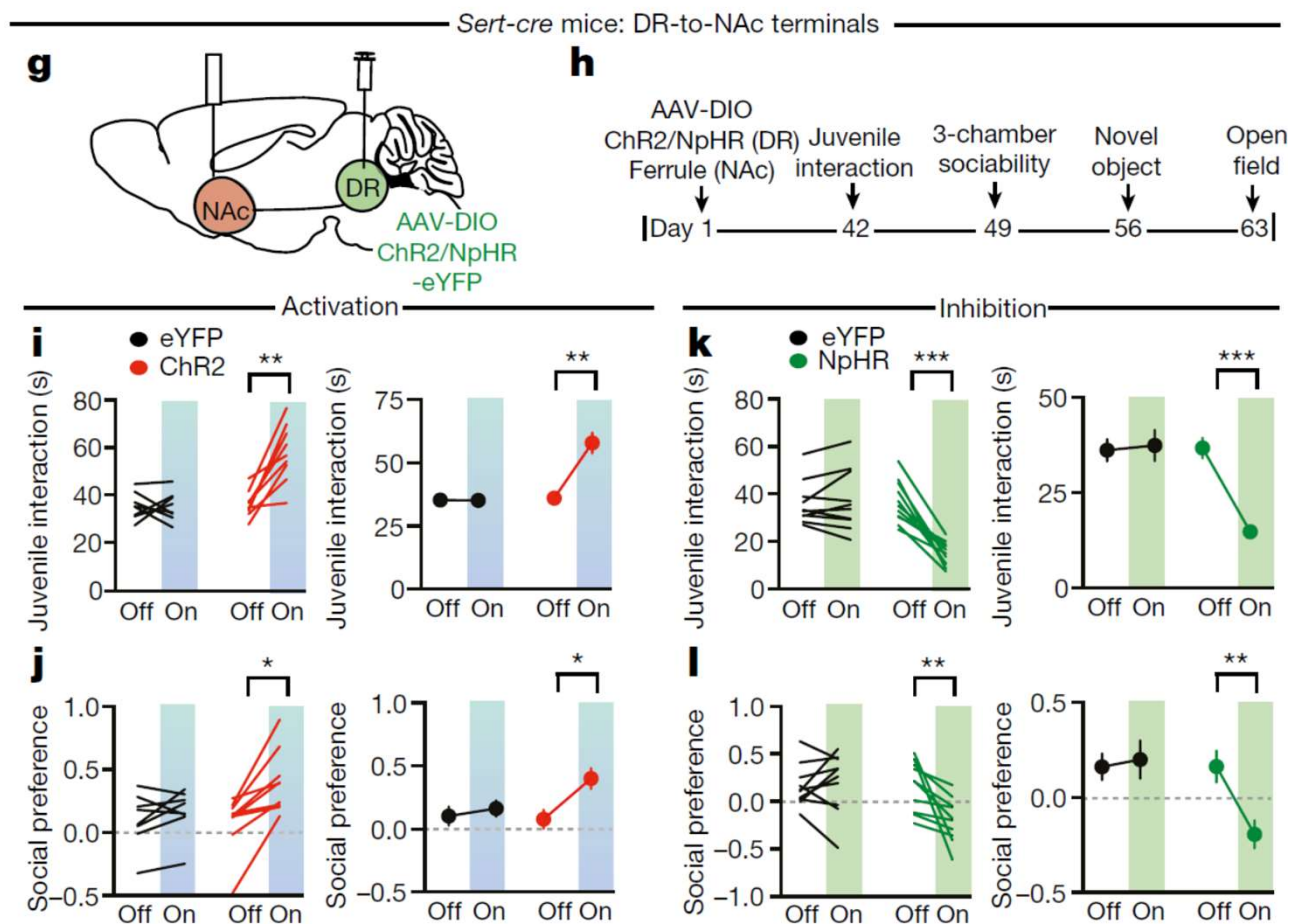 Sert-cre mice: DR-to-NAc terminals
g
NAc
DR
AAV-DIO
ChR2/NpHR
-eYFP
h
AAV-DIO
ChR2/NpHR (DR)
Ferrule (NAc)
Juvenile
interaction
3-chamber
sociability
Novel
object
Open
field
Day 1 42 49 56 63
Activation
i
eYFP
ChR2
Juvenile interaction (s)
80
60
40
20
0
**
Off On Off On
Juvenile interaction (s)
75
50
25
0
**
Off On Off On
Inhibition
k
eYFP
NpHR
Juvenile interaction (s)
80
60
40
20
0
***
Off On Off On
Juvenile interaction (s)
50
25
0
***
Off On Off On
j
Social preference
1.0
0.5
0.0
–0.5
*
Off On Off On
Social preference
1.0
0.5
0.0
–0.5
*
Off On Off On
l
Social preference
1.0
0.5
0.0
–0.5
–1.0
**
Off On Off On
Social preference
0.5
0.0
–0.5
**
Off On Off On